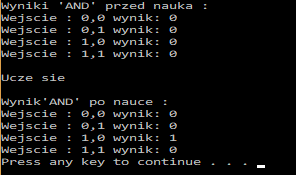 Wyniki 'AND' przed nauka :
Wejscie : 0,0 wynik: 0
Wejscie : 0,1 wynik: 0
Wejscie : 1,0 wynik: 0
Wejscie : 1,1 wynik: 0
Ucze sie
Wynik'AND' po nauce :
Wejscie : 0,0 wynik: 0
Wejscie : 0,1 wynik: 0
Wejscie : 1,0 wynik: 1
Wejscie : 1,1 wynik: 0
Press any key to continue . . .